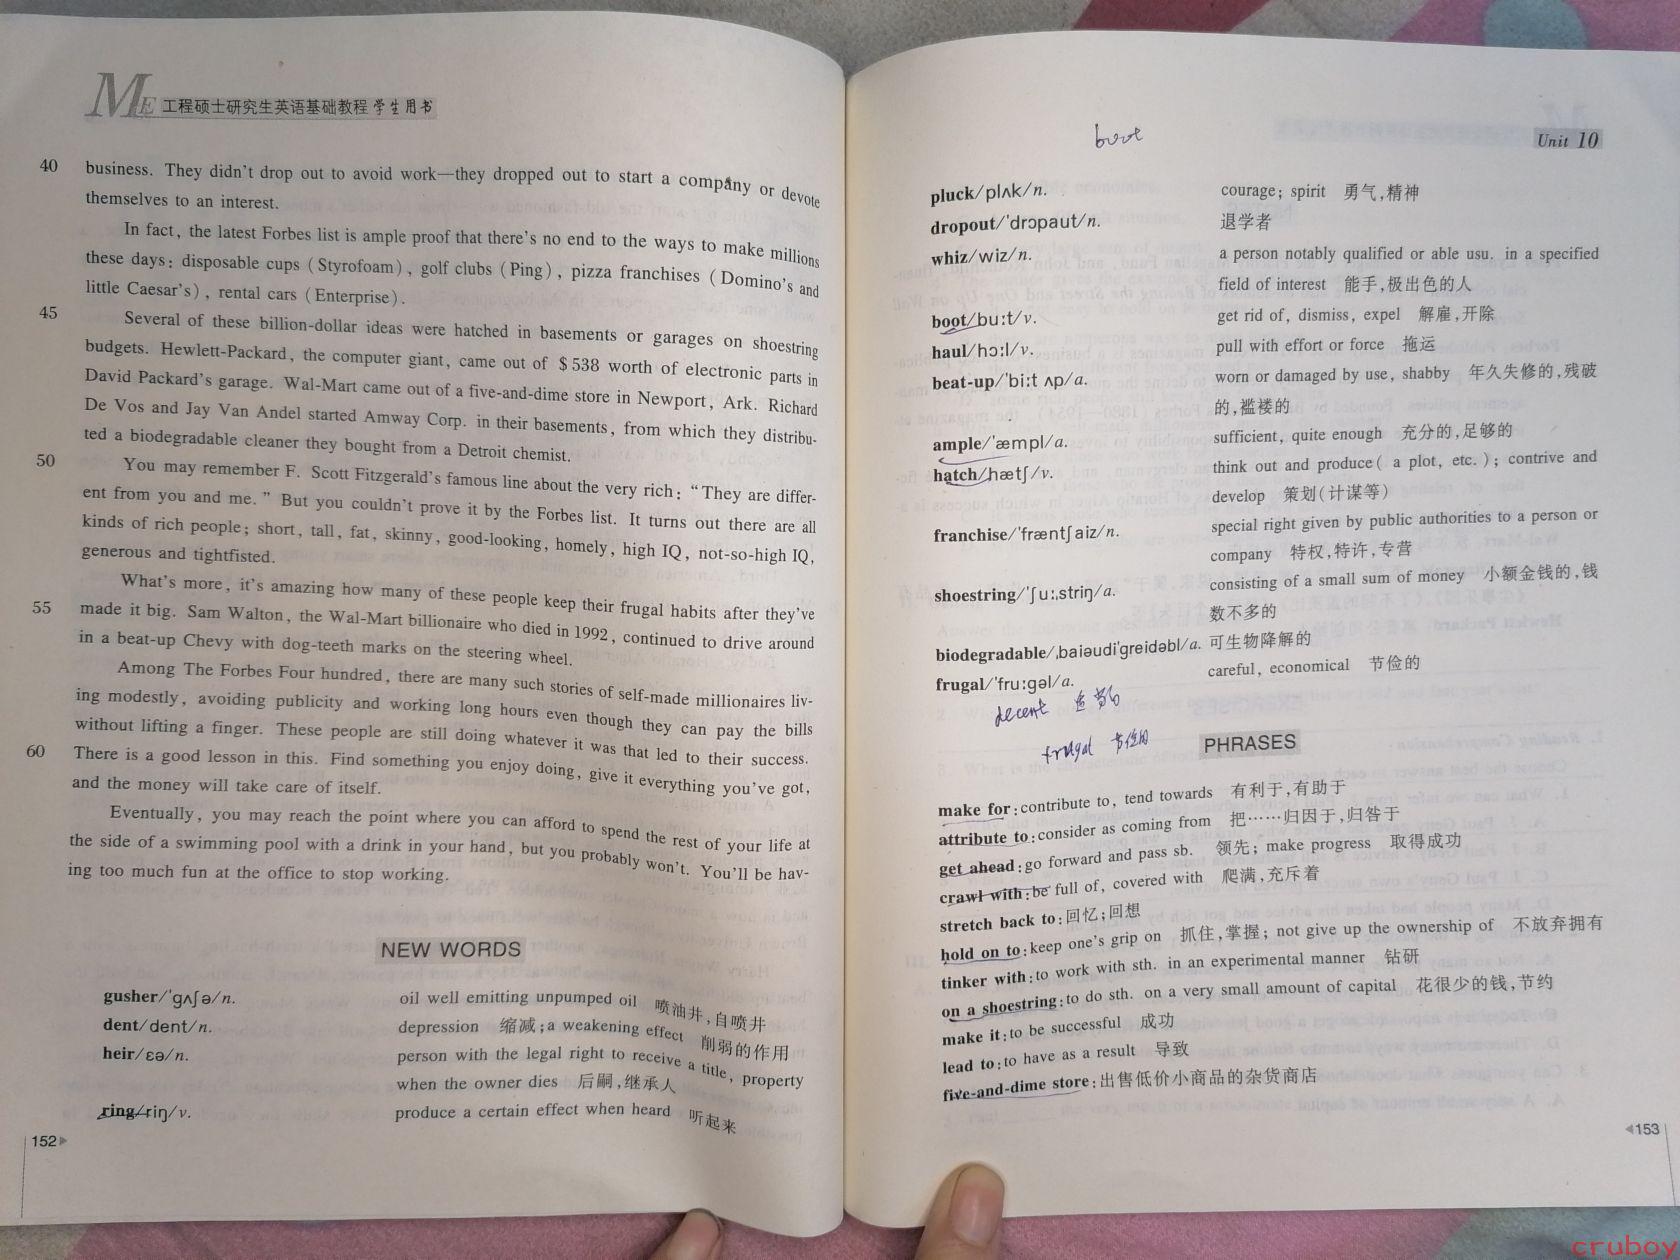 ME 工程硕士研究生英语基础教程 学生用书
40 business. They didn't drop out to avoid work—they dropped out to start a company or devote
themselves to an interest.
In fact, the latest Forbes list is ample proof that there's no end to the ways to make millions
these days: disposable cups (Styrofoam), golf clubs (Ping), pizza franchises (Domino's and
little Caesar's), rental cars (Enterprise).
45 Several of these billion-dollar ideas were hatched in basements or garages on shoestring
budgets. Hewlett-Packard, the computer giant, came out of $538 worth of electronic parts in
David Packard's garage. Wal-Mart came out of a five-and-dime store in Newport, Ark. Richard
De Vos and Jay Van Andel started Amway Corp. in their basements, from which they distribu-
ted a biodegradable cleaner they bought from a Detroit chemist.
50 You may remember F. Scott Fitzgerald's famous line about the very rich: "They are differ-
ent from you and me." But you couldn't prove it by the Forbes list. It turns out there are all
kinds of rich people; short, tall, fat, skinny, good-looking, homely, high IQ, not-so-high IQ,
generous and tightfisted.
What's more, it's amazing how many of these people keep their frugal habits after they've
55 made it big. Sam Walton, the Wal-Mart billionaire who died in 1992, continued to drive around
in a beat-up Chevy with dog-teeth marks on the steering wheel.
Among The Forbes Four hundred, there are many such stories of self-made millionaires liv-
ing modestly, avoiding publicity and working long hours even though they can pay the bills
without lifting a finger. These people are still doing whatever it was that led to their success.
60 There is a good lesson in this. Find something you enjoy doing, give it everything you've got,
and the money will take care of itself.
Eventually, you may reach the point where you can afford to spend the rest of your life at
the side of a swimming pool with a drink in your hand, but you probably won't. You'll be hav-
ing too much fun at the office to stop working.
NEW WORDS
gusher/'ɡʌʃə/n. oil well emitting unpumped oil 喷油井,自喷井
dent/dent/n. depression 缩减;a weakening effect 削弱的作用
heir/ɛə/n. person with the legal right to receive a title, property
when the owner dies 后嗣,继承人
ring/riŋ/v. produce a certain effect when heard 听起来
152
boot
Unit 10
pluck/plʌk/n. courage; spirit 勇气,精神
dropout/'drɔpaut/n. 退学者
whiz/wiz/n. a person notably qualified or able usu. in a specified
field of interest 能手,极出色的人
boot/bu:t/v. get rid of, dismiss, expel 解雇,开除
haul/hɔ:l/v. pull with effort or force 拖运
beat-up/'bi:t ʌp/a. worn or damaged by use, shabby 年久失修的,残破
的,褴褛的
ample/'æmpl/a. sufficient, quite enough 充分的,足够的
hatch/hætʃ/v. think out and produce( a plot, etc.); contrive and
develop 策划(计谋等)
franchise/'fræntʃaiz/n. special right given by public authorities to a person or
company 特权,特许,专营
shoestring/'ʃu:ˌstriŋ/a. consisting of a small sum of money 小额金钱的,钱
数不多的
biodegradable/ˌbaiəudi'ɡreidəbl/a. 可生物降解的
frugal/'fru:ɡəl/a. careful, economical 节俭的
decent
frugal 节俭的
PHRASES
make for:contribute to, tend towards 有利于,有助于
attribute to:consider as coming from 把……归因于,归咎于
get ahead:go forward and pass sb. 领先; make progress 取得成功
crawl with:be full of, covered with 爬满,充斥着
stretch back to:回忆;回想
hold on to:keep one's grip on 抓住,掌握; not give up the ownership of 不放弃拥有
tinker with:to work with sth. in an experimental manner 钻研
on a shoestring:to do sth. on a very small amount of capital 花很少的钱,节约
make it:to be successful 成功
lead to:to have as a result 导致
five-and-dime store:出售低价小商品的杂货商店
153
cruboy